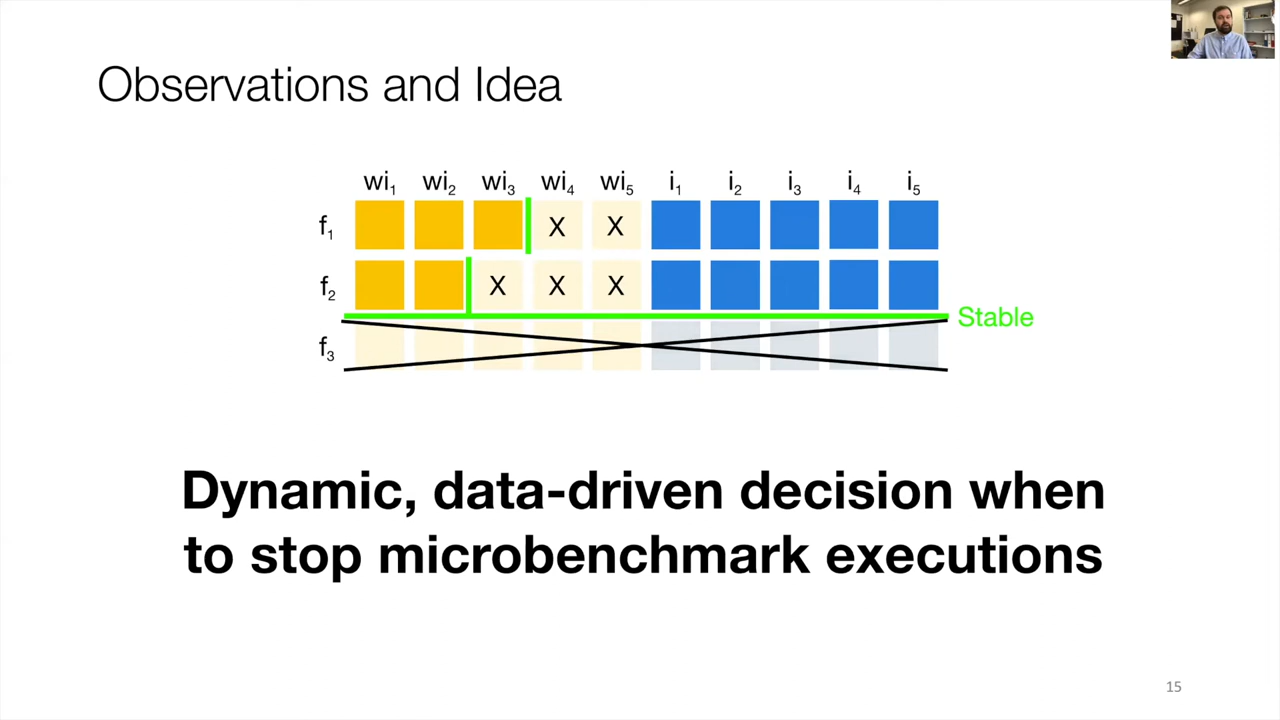 Observations and Idea
wi₁ wi₂ wi₃ wi₄ wi₅ i₁ i₂ i₃ i₄ i₅
f₁ X X
f₂ X X X
Stable
f₃
Dynamic, data-driven decision when
to stop microbenchmark executions
15